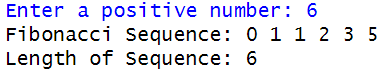 Enter a positive number: 6
Fibonacci Sequence: 0 1 1 2 3 5
Length of Sequence: 6